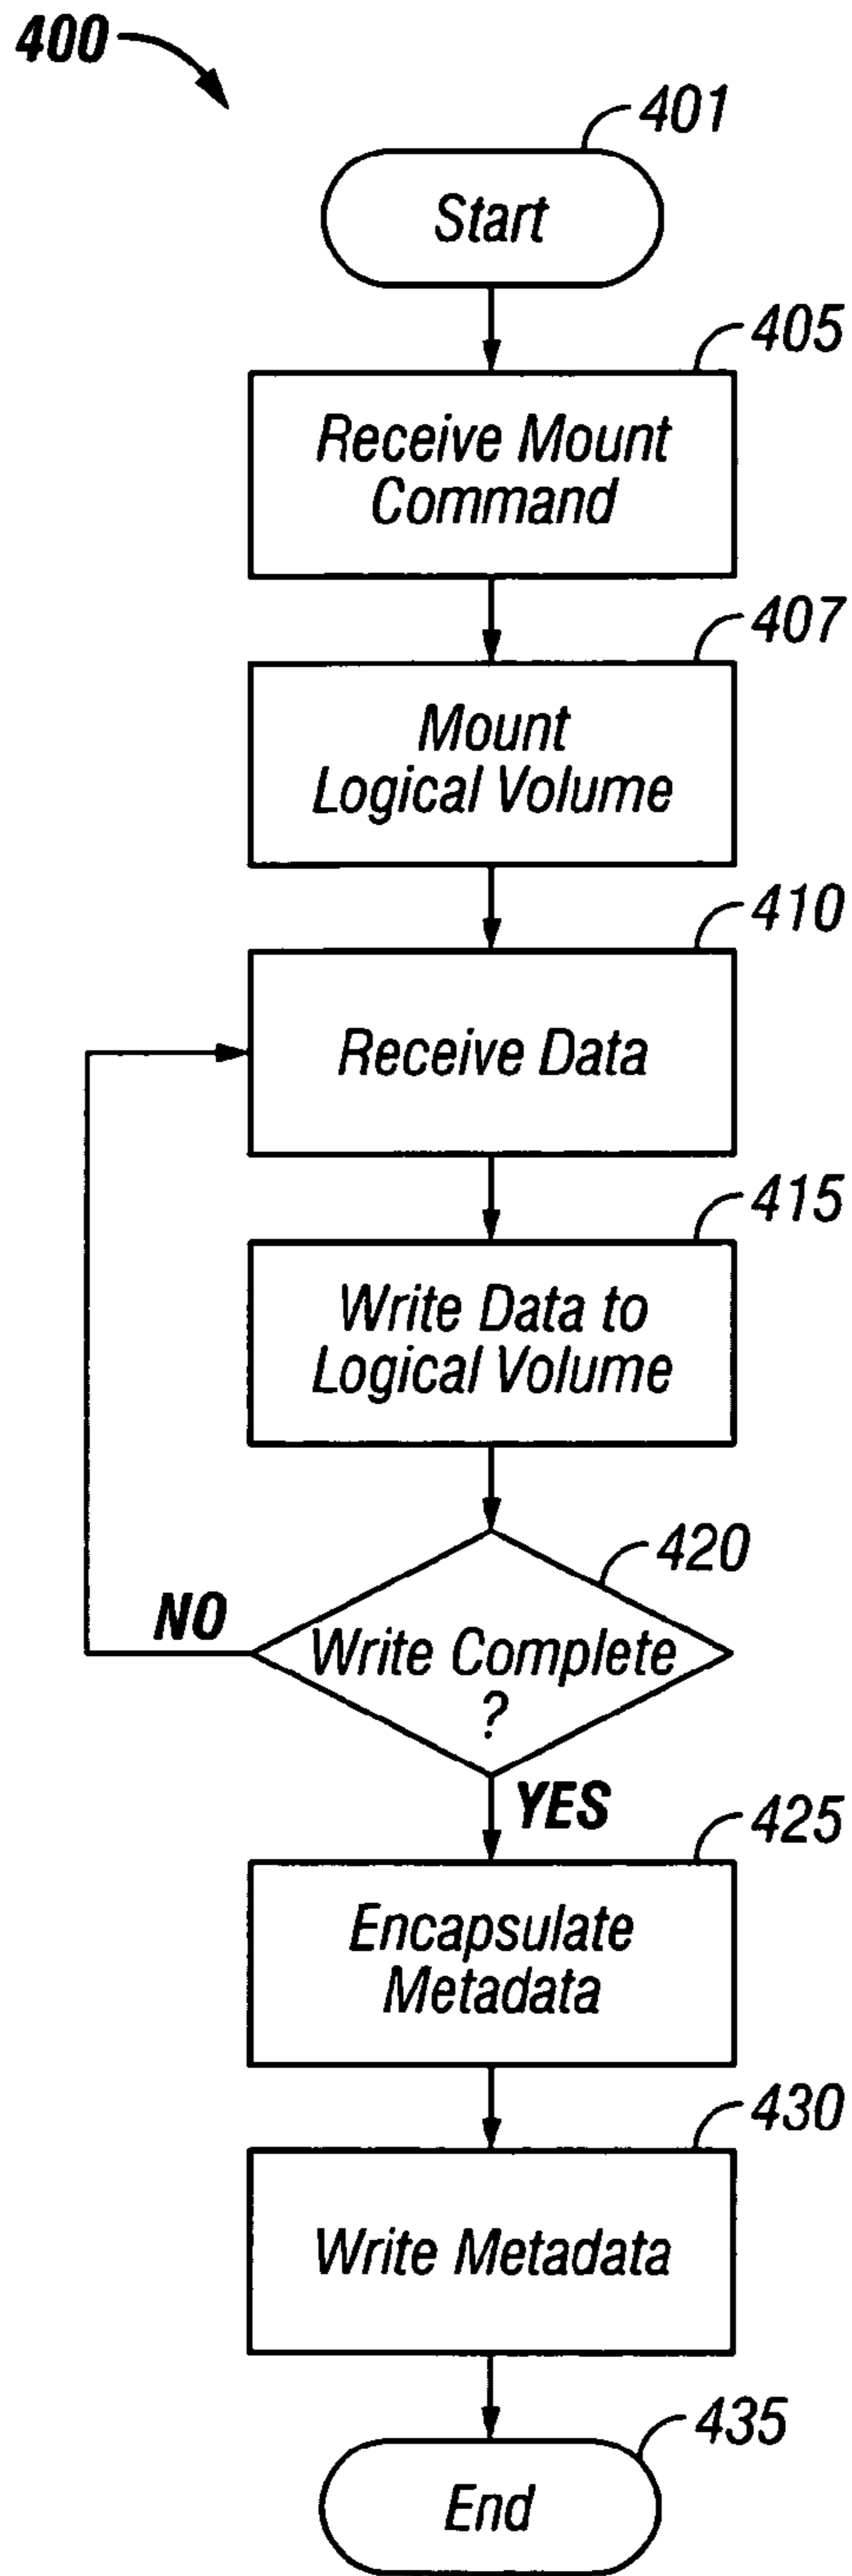 400
401
Start
405
Receive Mount
Command
407
Mount
Logical Volume
410
Receive Data
415
Write Data to
Logical Volume
420
NO
Write Complete
?
YES
425
Encapsulate
Metadata
430
Write Metadata
435
End